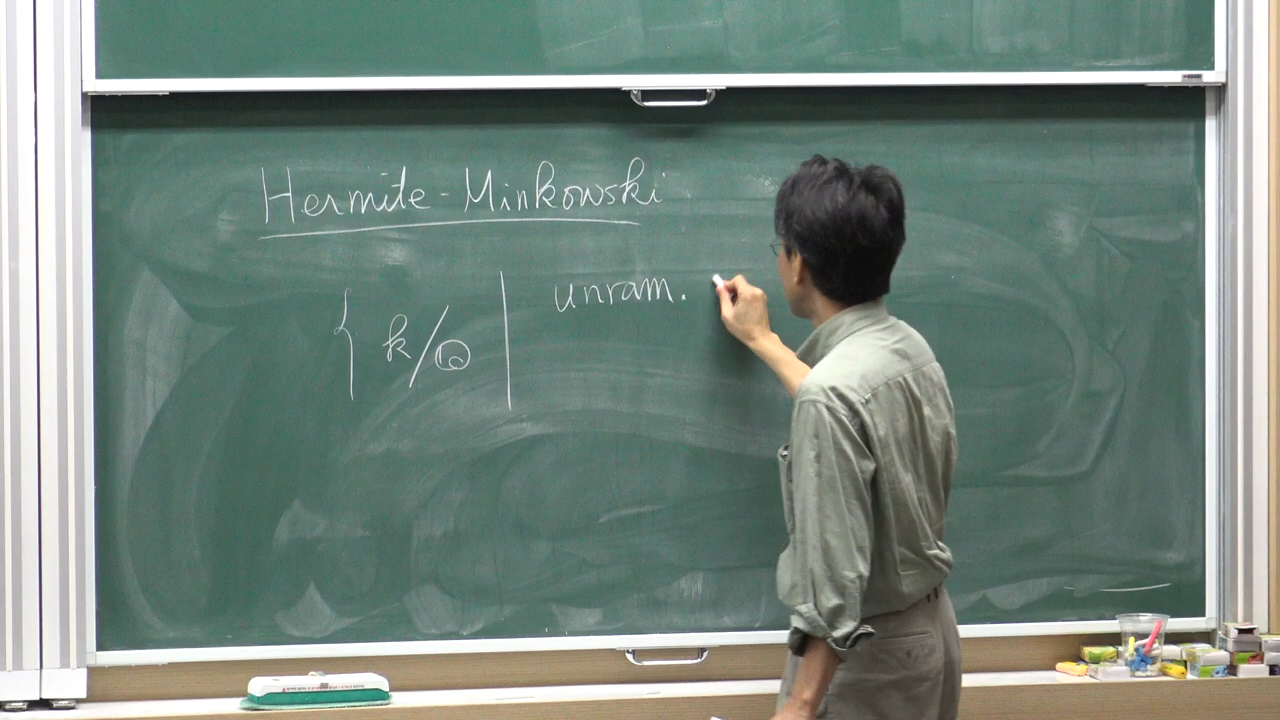 Hermite-Minkowski
{ k/ℚ | unram.